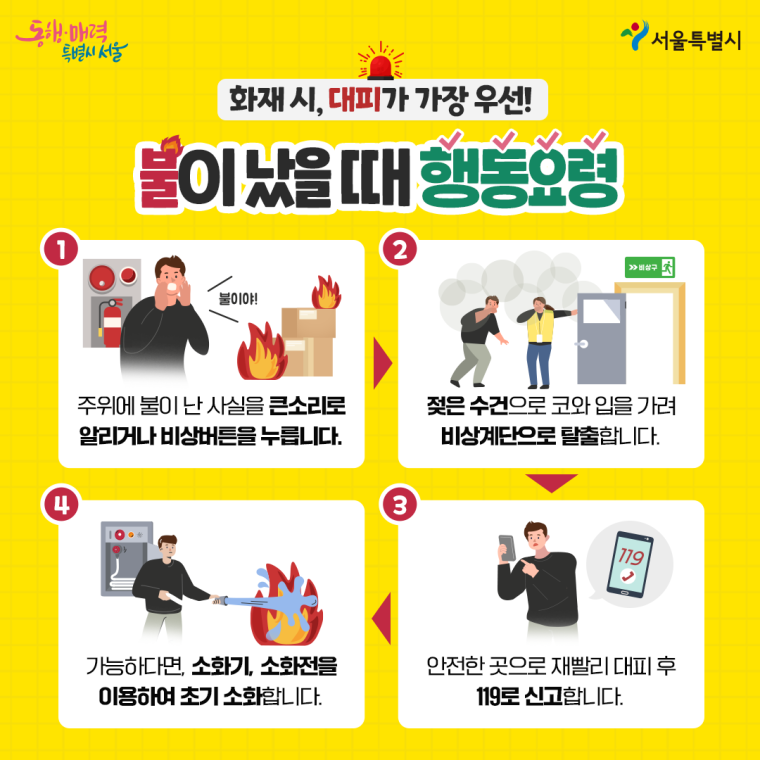 동행·매력
특별시 서울
서울특별시
화재 시, 대피가 가장 우선!
불이 났을 때 행동요령
1
불이야!
주위에 불이 난 사실을 큰소리로
알리거나 비상버튼을 누릅니다.
2
비상구
젖은 수건으로 코와 입을 가려
비상계단으로 탈출합니다.
3
119
안전한 곳으로 재빨리 대피 후
119로 신고합니다.
4
가능하다면, 소화기, 소화전을
이용하여 초기 소화합니다.